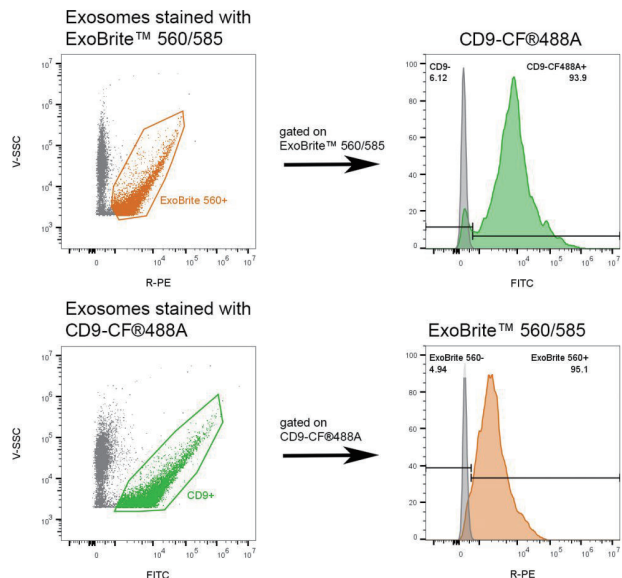 Exosomes stained with
ExoBrite™ 560/585
10⁷
10⁶
10⁵
10⁴
10³
V-SSC
ExoBrite 560+
0
10⁴
10⁵
10⁶
10⁷
R-PE
gated on
ExoBrite™ 560/585
CD9-CF®488A
CD9-
6.12
CD9-CF488A+
93.9
100
80
60
40
20
0
0
10⁴
10⁵
10⁶
10⁷
FITC
Exosomes stained with
CD9-CF®488A
10⁷
10⁶
10⁵
10⁴
10³
V-SSC
CD9+
0
10⁴
10⁵
10⁶
10⁷
FITC
gated on
CD9-CF®488A
ExoBrite™ 560/585
ExoBrite 560-
4.94
ExoBrite 560+
95.1
100
80
60
40
20
0
0
10⁴
10⁵
10⁶
10⁷
R-PE